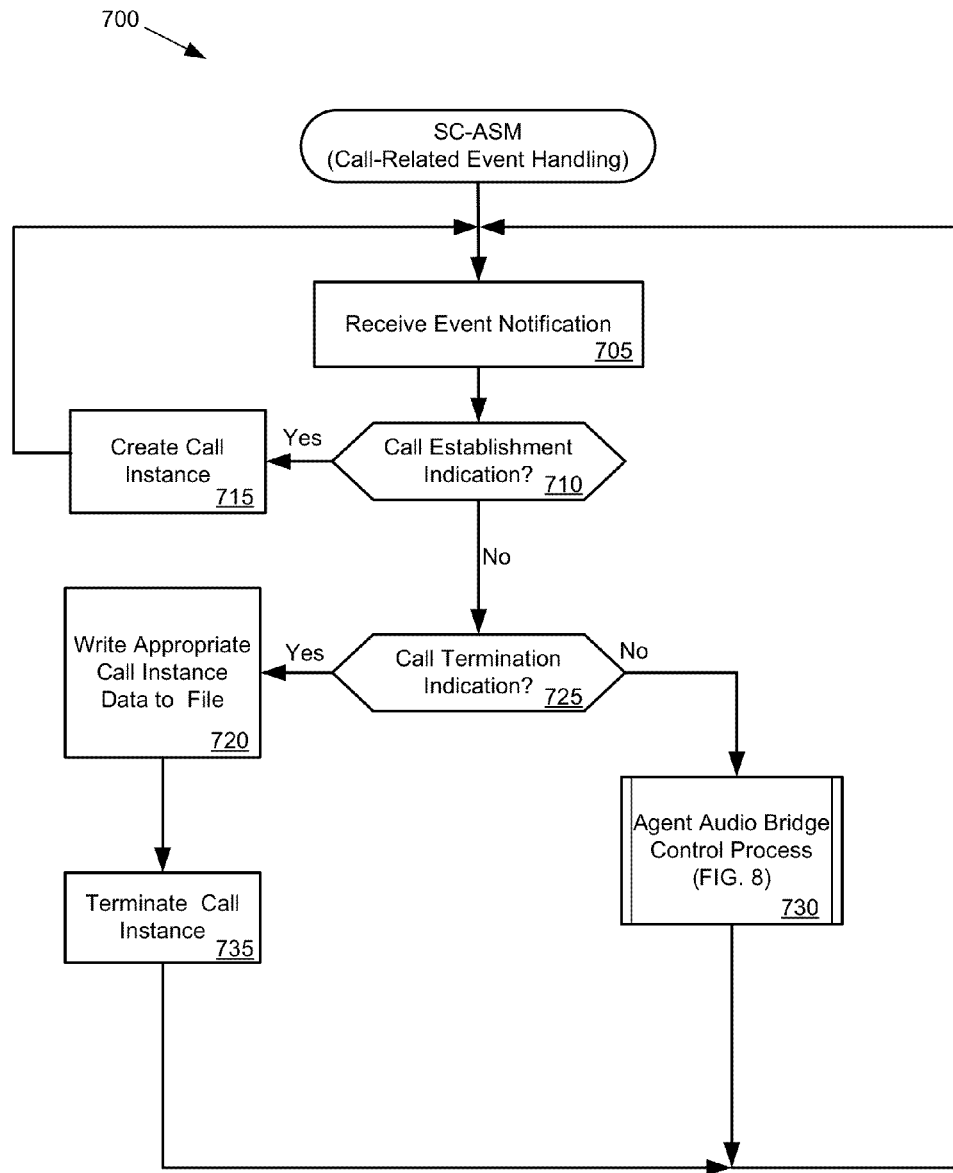 700
SC-ASM
(Call-Related Event Handling)
Receive Event Notification
705
Call Establishment
Indication?
710
Yes
Create Call
Instance
715
No
Write Appropriate
Call Instance
Data to File
720
Yes
Call Termination
Indication?
725
No
Agent Audio Bridge
Control Process
(FIG. 8)
730
Terminate Call
Instance
735